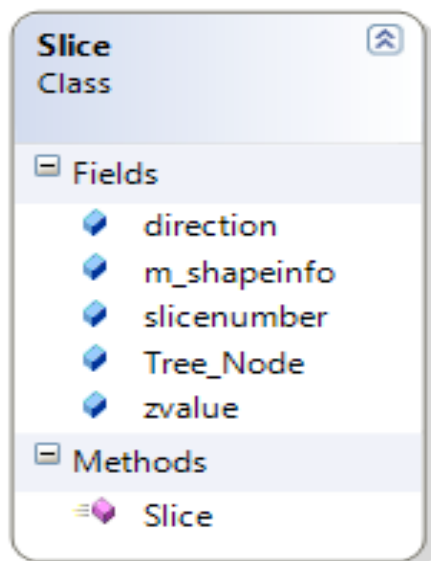 Slice
Class
Fields
direction
m_shapeinfo
slicenumber
Tree_Node
zvalue
Methods
Slice